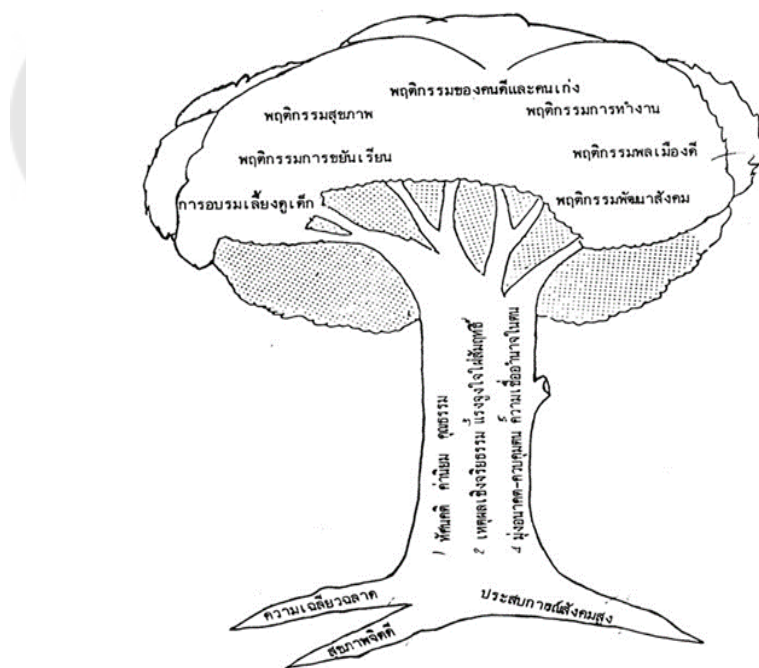 พฤติกรรมของคนดีและคนเก่ง
พฤติกรรมสุขภาพ
พฤติกรรมการทำงาน
พฤติกรรมการขยันเรียน
พฤติกรรมพลเมืองดี
การอบรมเลี้ยงดูเด็ก
พฤติกรรมพัฒนาสังคม
1 ทัศนคติ ค่านิยม คุณธรรม
2 เหตุผลเชิงจริยธรรม 3 แรงจูงใจใฝ่สัมฤทธิ์
4 มุ่งอนาคต-ควบคุมตน 5 ความเชื่ออำนาจในตน
ความเฉลียวฉลาด
ประสบการณ์สังคมสูง
สุขภาพจิตดี